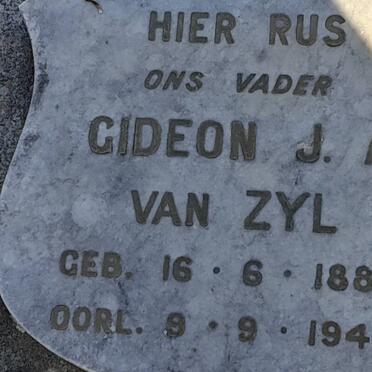 HIER RUS
ONS VADER
GIDEON J.
VAN ZYL
GEB. 16 · 6 · 188
OORL. 9 · 9 · 194